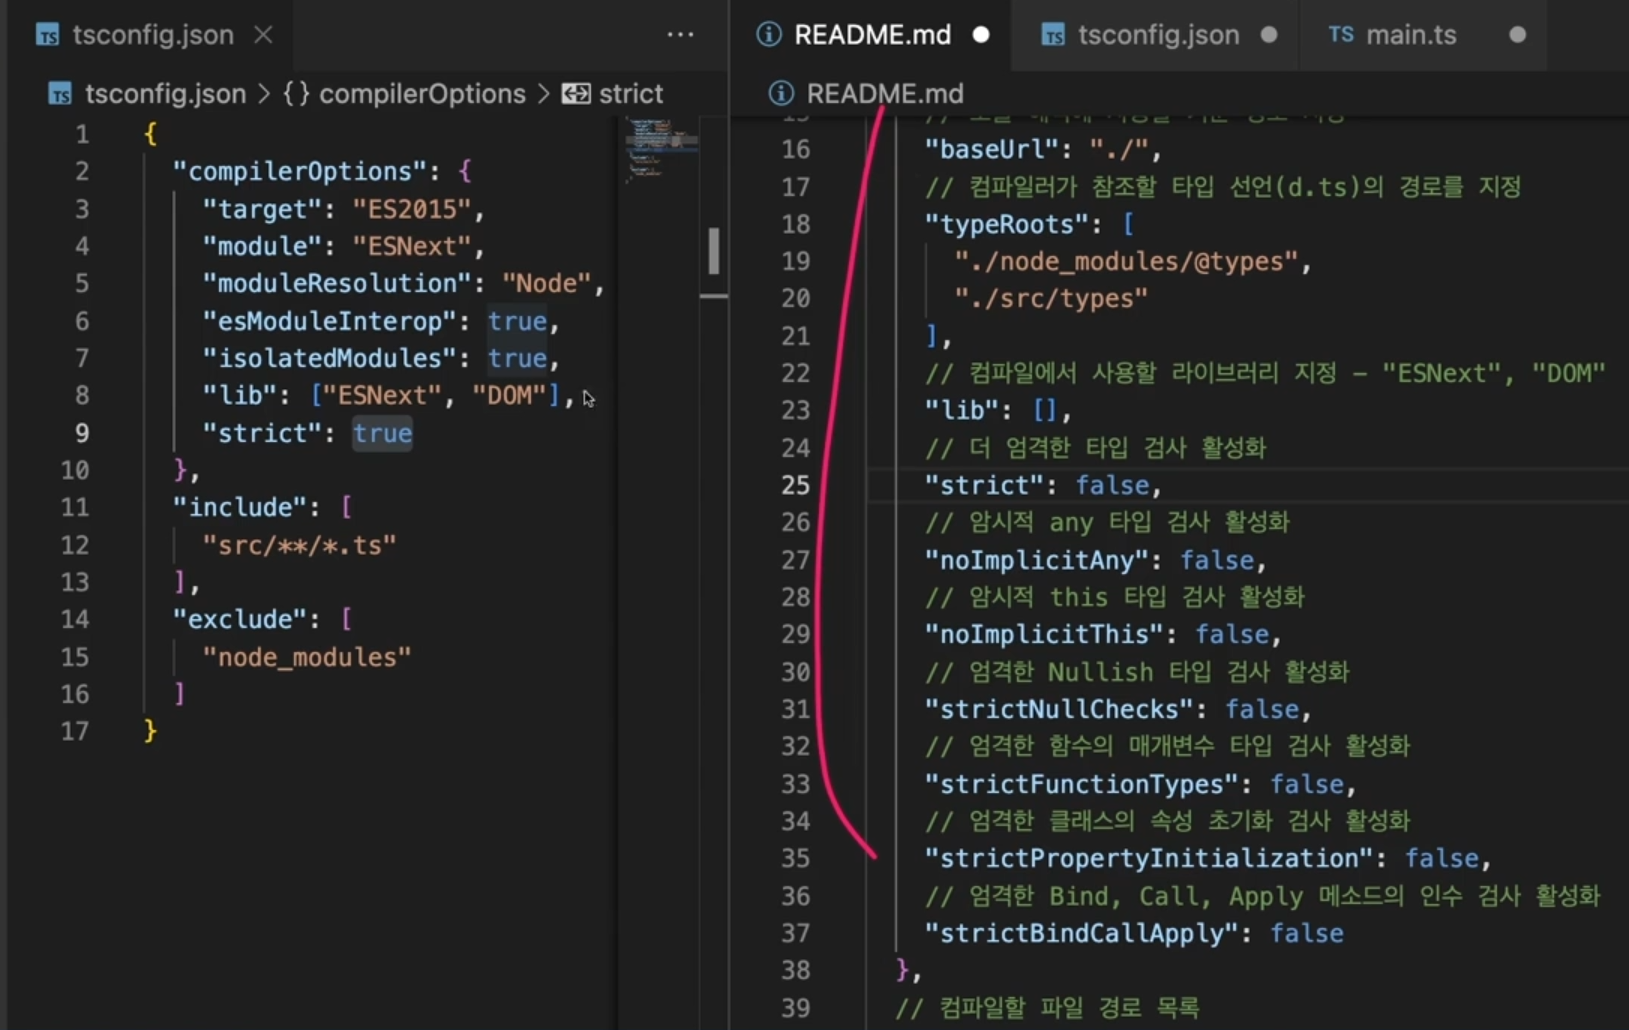 tsconfig.json
tsconfig.json > {} compilerOptions > strict
1 {
2 "compilerOptions": {
3 "target": "ES2015",
4 "module": "ESNext",
5 "moduleResolution": "Node",
6 "esModuleInterop": true,
7 "isolatedModules": true,
8 "lib": ["ESNext", "DOM"],
9 "strict": true
10 },
11 "include": [
12 "src/**/*.ts"
13 ],
14 "exclude": [
15 "node_modules"
16 ]
17 }
README.md TS tsconfig.json TS main.ts
README.md
16 "baseUrl": "./",
17 // 컴파일러가 참조할 타입 선언(d.ts)의 경로를 지정
18 "typeRoots": [
19 "./node_modules/@types",
20 "./src/types"
21 ],
22 // 컴파일에서 사용할 라이브러리 지정 – "ESNext", "DOM"
23 "lib": [],
24 // 더 엄격한 타입 검사 활성화
25 "strict": false,
26 // 암시적 any 타입 검사 활성화
27 "noImplicitAny": false,
28 // 암시적 this 타입 검사 활성화
29 "noImplicitThis": false,
30 // 엄격한 Nullish 타입 검사 활성화
31 "strictNullChecks": false,
32 // 엄격한 함수의 매개변수 타입 검사 활성화
33 "strictFunctionTypes": false,
34 // 엄격한 클래스의 속성 초기화 검사 활성화
35 "strictPropertyInitialization": false,
36 // 엄격한 Bind, Call, Apply 메소드의 인수 검사 활성화
37 "strictBindCallApply": false
38 },
39 // 컴파일할 파일 경로 목록